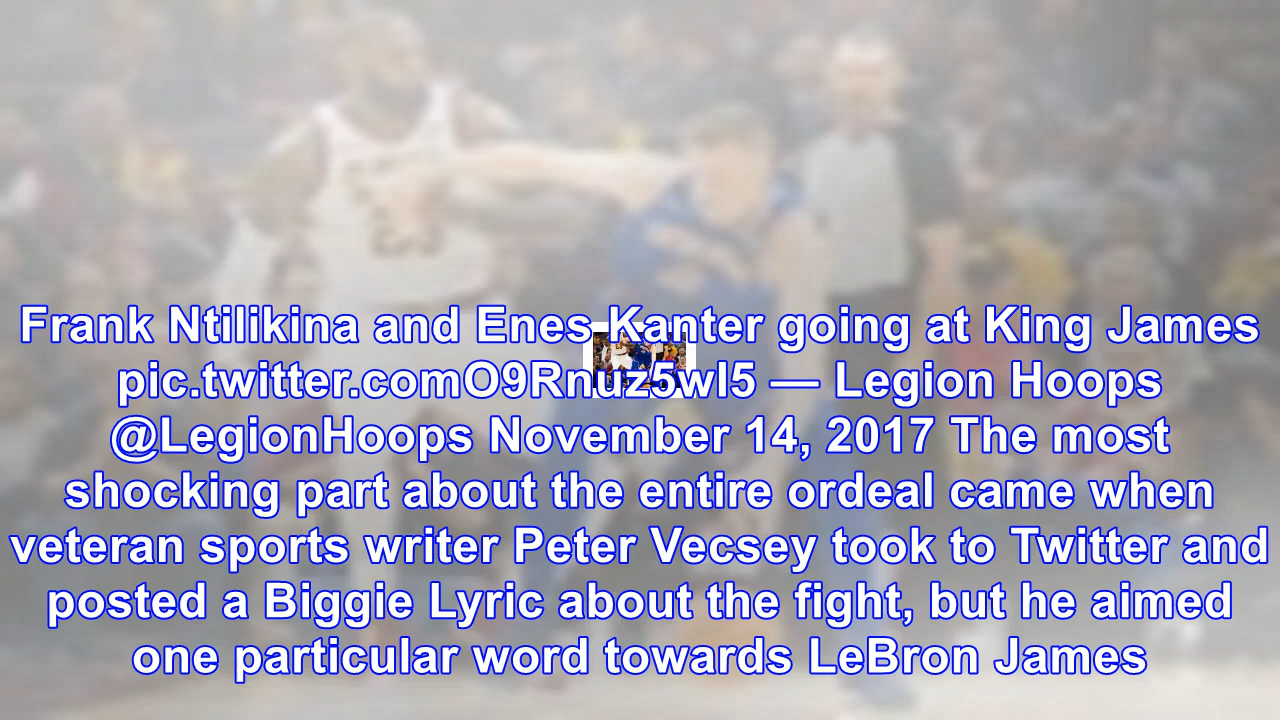 Frank Ntilikina and Enes Kanter going at King James
pic.twitter.comO9Rnuz5wI5 — Legion Hoops
@LegionHoops November 14, 2017 The most
shocking part about the entire ordeal came when
veteran sports writer Peter Vecsey took to Twitter and
posted a Biggie Lyric about the fight, but he aimed
one particular word towards LeBron James